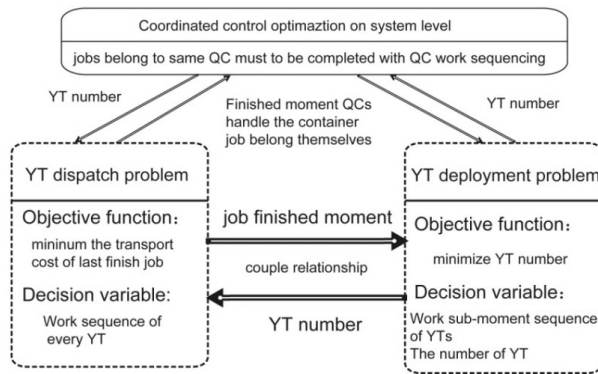 Coordinated control optimaztion on system level
jobs belong to same QC must to be completed with QC work sequencing
YT number
Finished moment QCs
handle the container
job belong themselves
YT number
YT dispatch problem
Objective function:
mininum the transport
cost of last finish job
Decision variable:
Work sequence of
every YT
job finished moment
couple relationship
YT number
YT deployment problem
Objective function:
minimize YT number
Decision variable:
Work sub-moment sequence
of YTs
The number of YT